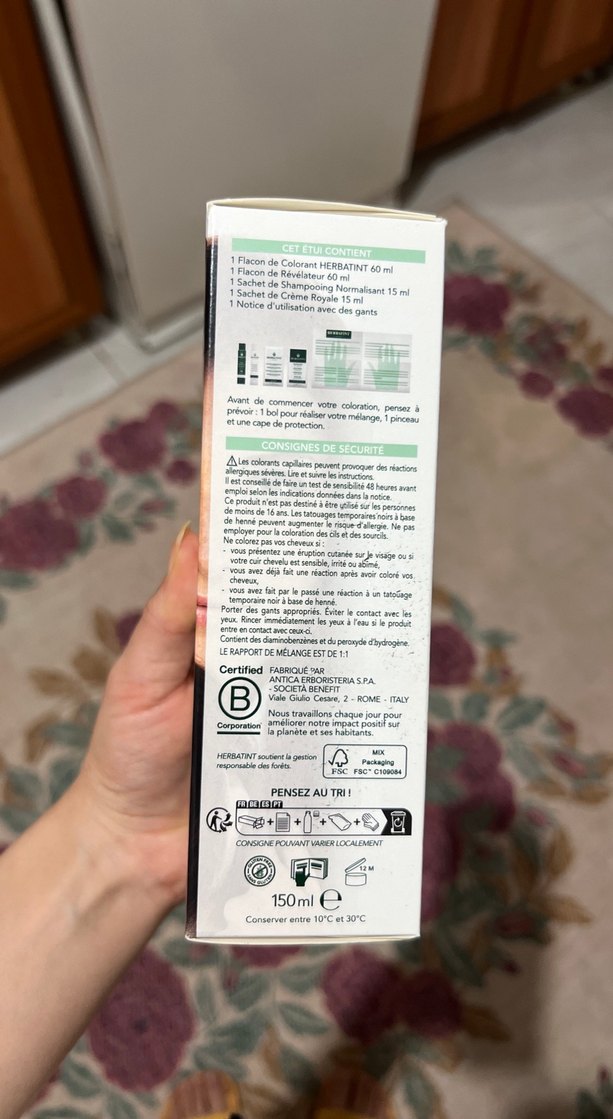 CET ÉTUI CONTIENT
1 Flacon de Colorant HERBATINT 60 ml
1 Flacon de Révélateur 60 ml
1 Sachet de Shampooing Normalisant 15 ml
1 Sachet de Crème Royale 15 ml
1 Notice d'utilisation avec des gants
HERBATINT
Avant de commencer votre coloration, pensez à
prévoir : 1 bol pour réaliser votre mélange, 1 pinceau
et une cape de protection.
CONSIGNES DE SÉCURITÉ
Les colorants capillaires peuvent provoquer des réactions
allergiques sévères. Lire et suivre les instructions.
Il est conseillé de faire un test de sensibilité 48 heures avant
emploi selon les indications données dans la notice.
Ce produit n'est pas destiné à être utilisé sur les personnes
de moins de 16 ans. Les tatouages temporaires noirs à base
de henné peuvent augmenter le risque d'allergie. Ne pas
employer pour la coloration des cils et des sourcils.
Ne colorez pas vos cheveux si :
- vous présentez une éruption cutanée sur le visage ou si
votre cuir chevelu est sensible, irrité ou abîmé,
- vous avez déjà fait une réaction après avoir coloré vos
cheveux,
- vous avez fait par le passé une réaction à un tatouage
temporaire noir à base de henné.
Porter des gants appropriés. Éviter le contact avec les
yeux. Rincer immédiatement les yeux à l'eau si le produit
entre en contact avec ceux-ci.
Contient des diaminobenzènes et du peroxyde d'hydrogène.
LE RAPPORT DE MÉLANGE EST DE 1:1
Certified
B
Corporation
FABRIQUÉ PAR
ANTICA ERBORISTERIA S.P.A.
- SOCIETÀ BENEFIT
Viale Giulio Cesare, 2 - ROME - ITALY
Nous travaillons chaque jour pour
améliorer notre impact positif sur
la planète et ses habitants.
HERBATINT soutient la gestion
responsable des forêts.
FSC
MIX
Packaging
FSC® C109084
PENSEZ AU TRI !
FR BE ES PT
CONSIGNE POUVANT VARIER LOCALEMENT
GLUTEN FREE
12 M
150 ml e
Conserver entre 10°C et 30°C